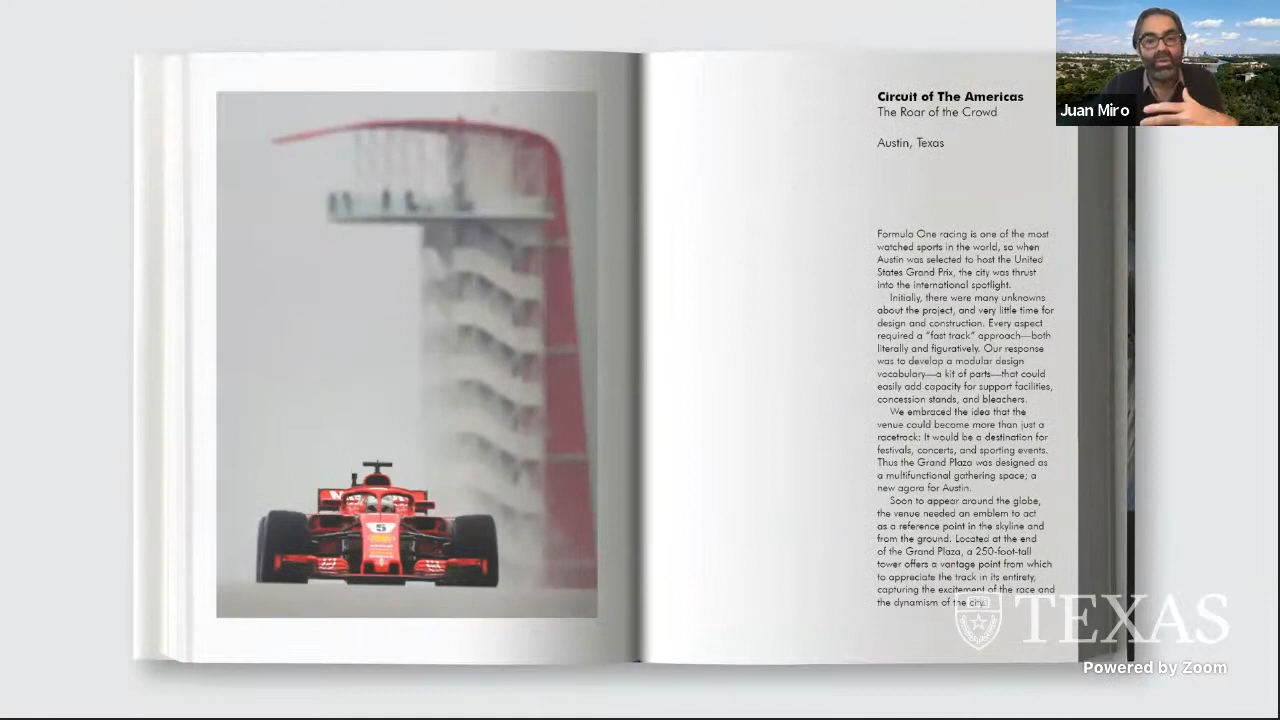 Circuit of The Americas
The Roar of the Crowd
Austin, Texas
Formula One racing is one of the most
watched sports in the world, so when
Austin was selected to host the United
States Grand Prix, the city was thrust
into the international spotlight.
Initially, there were many unknowns
about the project, and very little time for
design and construction. Every aspect
required a “fast track” approach—both
literally and figuratively. Our response
was to develop a modular design
vocabulary—a kit of parts—that could
easily add capacity for support facilities,
concession stands, and bleachers.
We embraced the idea that the
venue could become more than just a
racetrack: It would be a destination for
festivals, concerts, and sporting events.
Thus the Grand Plaza was designed as
a multifunctional gathering space; a
new agora for Austin.
Soon to appear around the globe,
the venue needed an emblem to act
as a reference point in the skyline and
from the ground. Located at the end
of the Grand Plaza, a 250-foot-tall
tower offers a vantage point from which
to appreciate the track in its entirety,
capturing the excitement of the race and
the dynamism of the city.
5
Juan Miro
TEXAS
Powered by Zoom